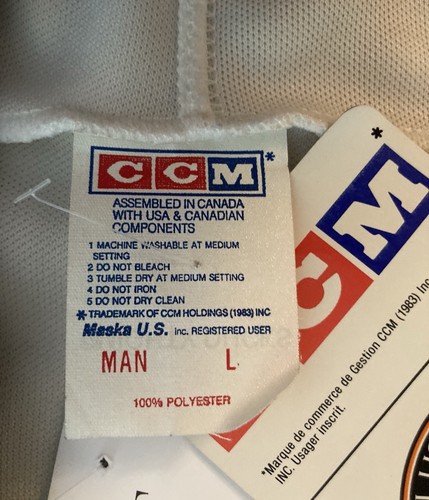 CCM*
ASSEMBLED IN CANADA
WITH USA & CANADIAN
COMPONENTS
1 MACHINE WASHABLE AT MEDIUM
SETTING
2 DO NOT BLEACH
3 TUMBLE DRY AT MEDIUM SETTING
4 DO NOT IRON
5 DO NOT DRY CLEAN
* TRADEMARK OF CCM HOLDINGS (1983) INC
Maska U.S. Inc. REGISTERED USER
MAN L
100% POLYESTER
*
CM
*Marque de commerce de Gestion CCM (1983) Inc
INC. Usager inscrit.